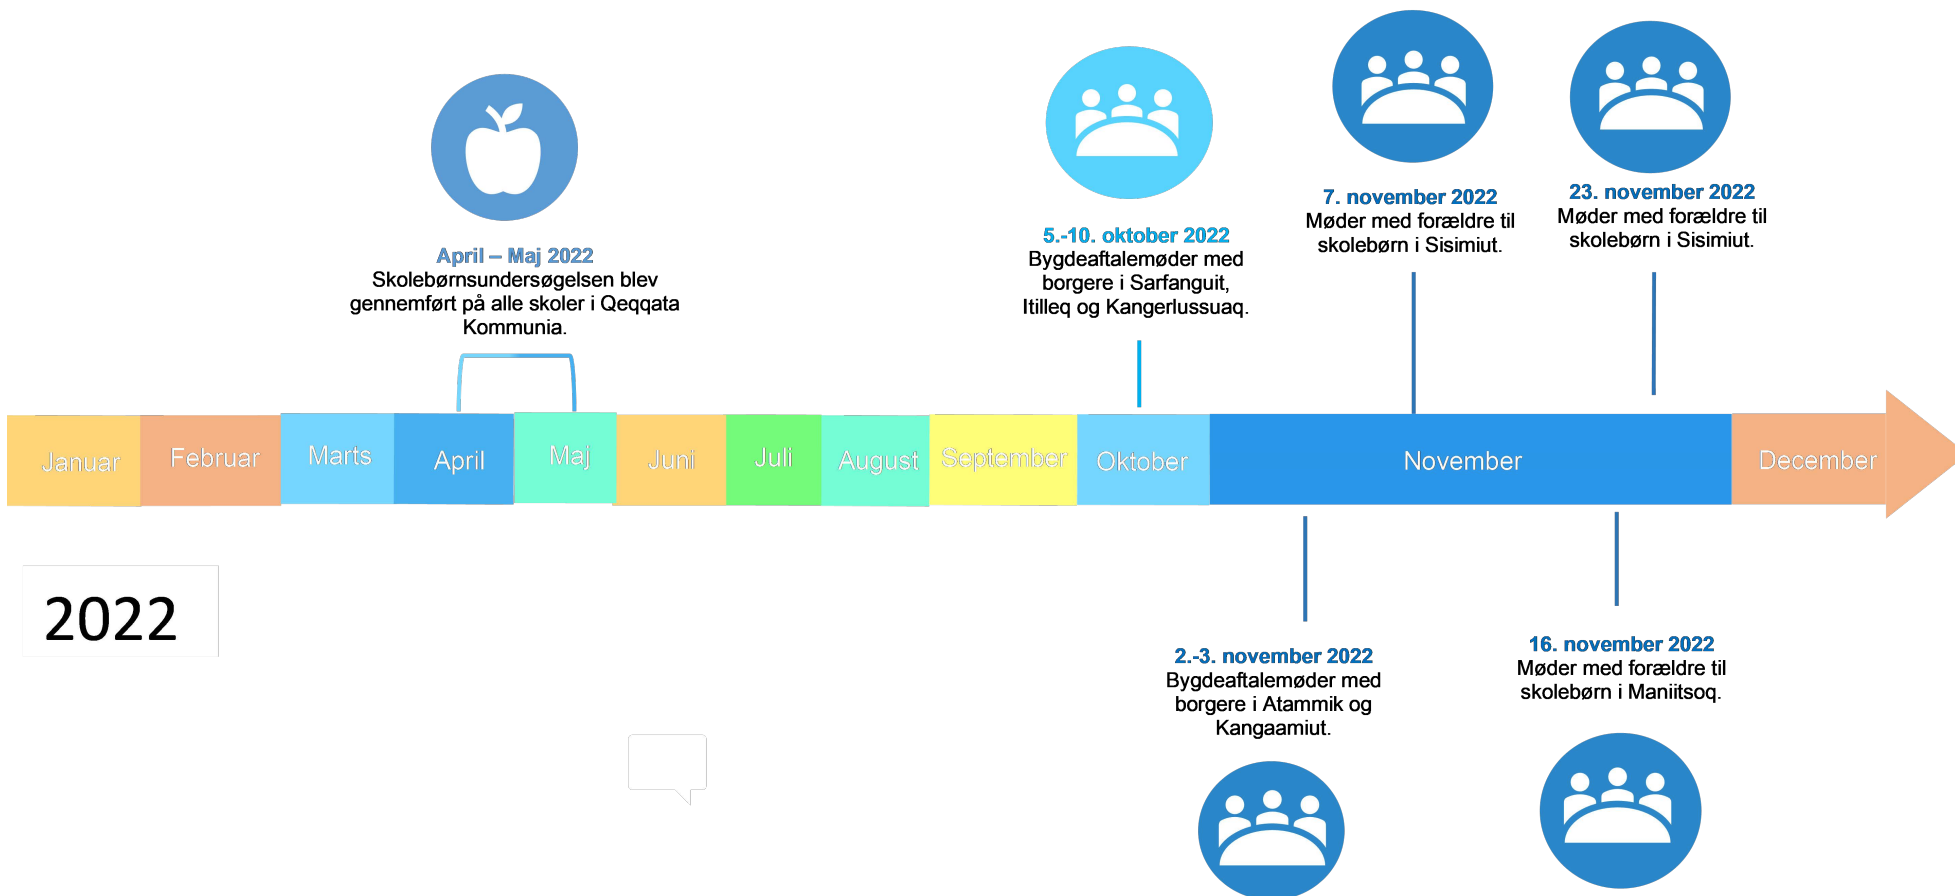 April – Maj 2022
Skolebørnsundersøgelsen blev
gennemført på alle skoler i Qeqqata
Kommunia.
5.-10. oktober 2022
Bygdeaftalemøder med
borgere i Sarfanguit,
Itilleq og Kangerlussuaq.
7. november 2022
Møder med forældre til
skolebørn i Sisimiut.
23. november 2022
Møder med forældre til
skolebørn i Sisimiut.
Januar
Februar
Marts
April
Maj
Juni
Juli
August
September
Oktober
November
December
2022
2.-3. november 2022
Bygdeaftalemøder med
borgere i Atammik og
Kangaamiut.
16. november 2022
Møder med forældre til
skolebørn i Maniitsoq.